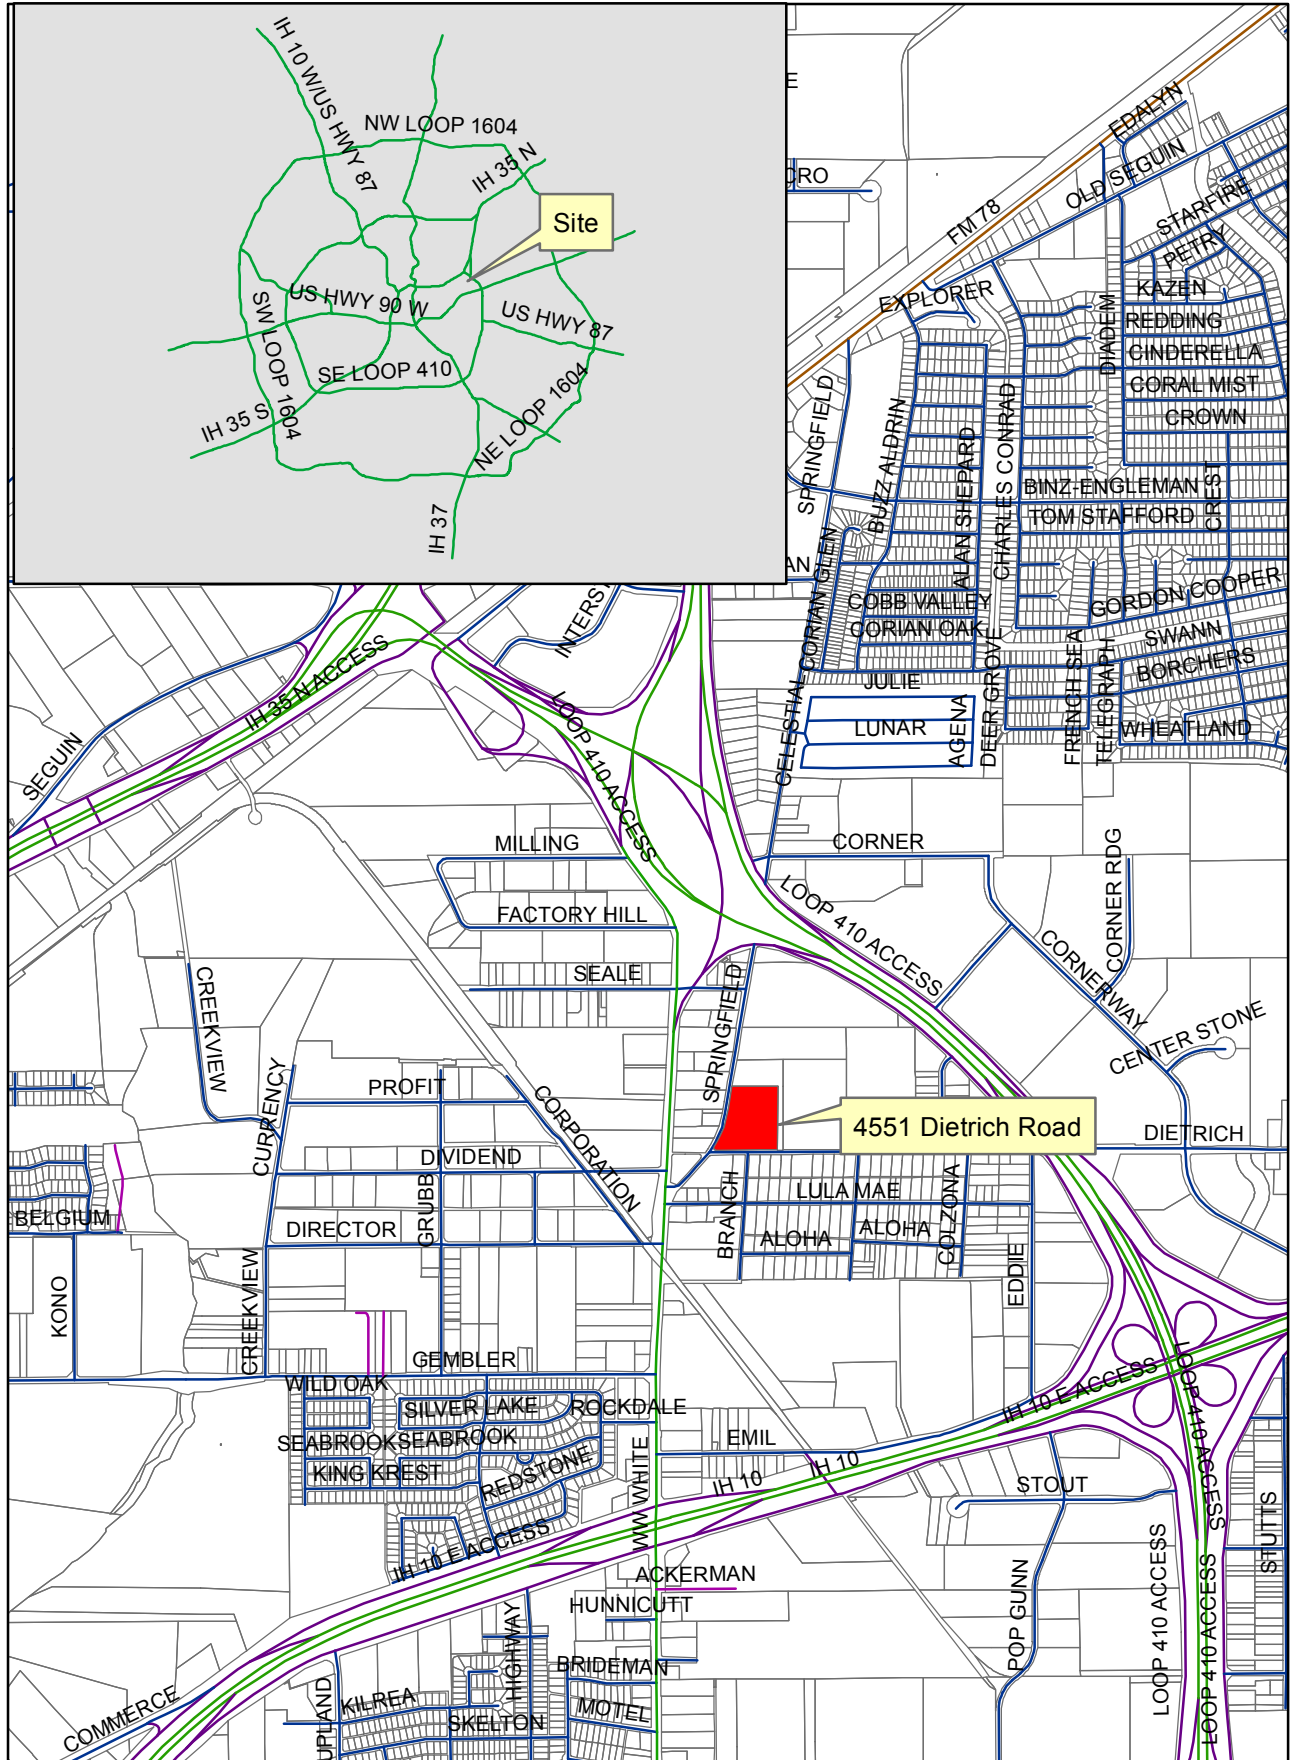 IH 10 W/US HWY 87
NW LOOP 1604
IH 35 N
Site
US HWY 90 W
US HWY 87
SW LOOP 1604
SE LOOP 410
IH 35 S
NE LOOP 1604
IH 37
E
CRO
EDALYN
OLD SEGUIN
FM 78
STARFIRE
PETRY
EXPLORER
KAZEN
REDDING
DIADEM
CINDERELLA
CORAL MIST
CROWN
SPRINGFIELD
BUZZ ALDRIN
ALAN SHEPARD
CHARLES CONRAD
BINZ-ENGLEMAN
CREST
TOM STAFFORD
AN
CORIAN GLEN
COBB VALLEY
GORDON COOPER
CORIAN OAK
SWANN
BORCHERS
INTERST
IH 35 N ACCESS
JULIE
CELESTIAL
LUNAR
AGENA
DEER GROVE
FRENCH SEA
TELEGRAPH
WHEATLAND
SEGUIN
LOOP 410 ACCESS
MILLING
CORNER
CORNER RDG
FACTORY HILL
LOOP 410 ACCESS
CORNERWAY
SEALE
CREEKVIEW
SPRINGFIELD
CENTER STONE
CURRENCY
PROFIT
CORPORATION
4551 Dietrich Road
DIETRICH
DIVIDEND
GRUBB
LULA MAE
BRANCH
COLZONA
BELGIUM
DIRECTOR
ALOHA
ALOHA
EDDIE
KONO
CREEKVIEW
GEMBLER
WILD OAK
SILVER LAKE
ROCKDALE
IH 10 E ACCESS
LOOP 410 ACCESS
SEABROOK
SEABROOK
EMIL
KING KREST
REDSTONE
WW WHITE
IH 10
IH 10
STOUT
IH 10 E ACCESS
ACKERMAN
HUNNICUTT
POP GUNN
LOOP 410 ACCESS
LOOP 410 ACCESS
STUTTS
HIGHWAY
BRIDEMAN
COMMERCE
UPLAND
KILREA
SKELTON
MOTEL